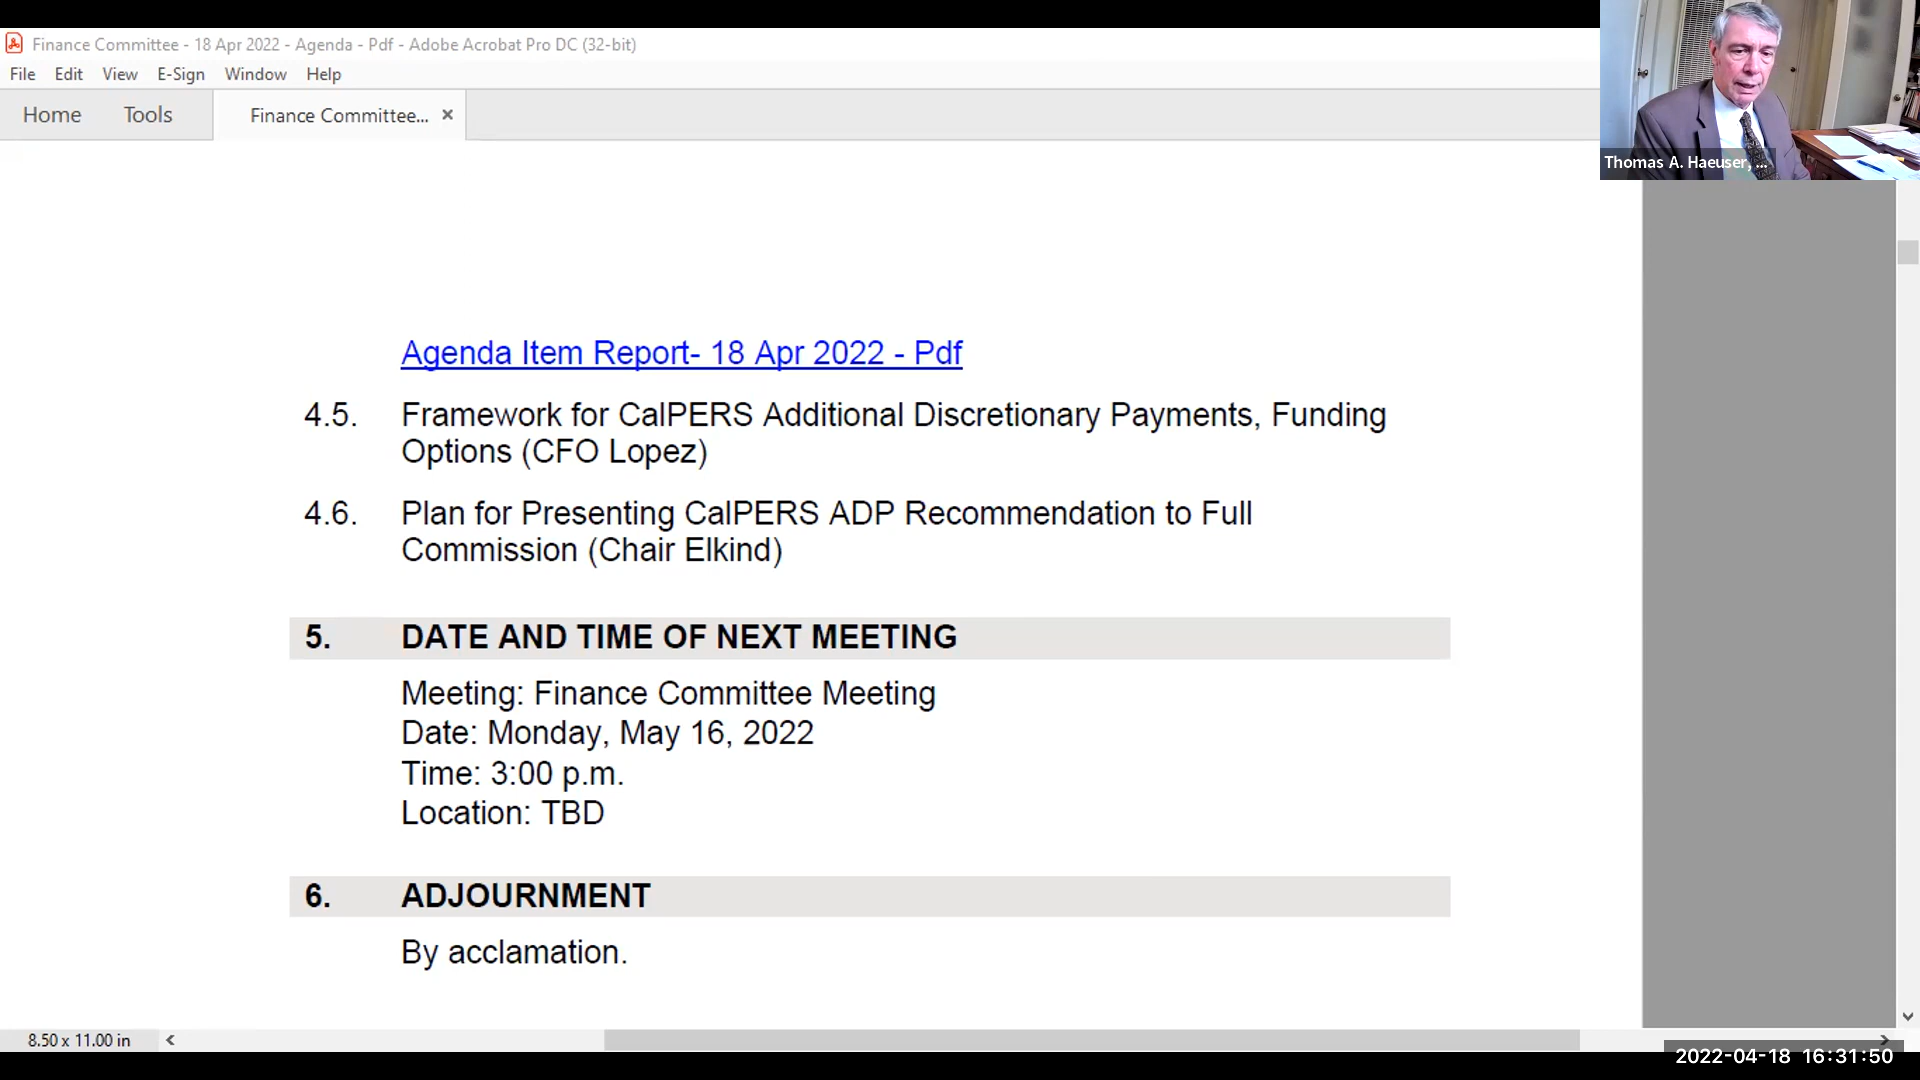 Finance Committee - 18 Apr 2022 - Agenda - Pdf - Adobe Acrobat Pro DC (32-bit)
File Edit View E-Sign Window Help
Home Tools Finance Committee... ×
Thomas A. Haeuser, ...
Agenda Item Report- 18 Apr 2022 - Pdf
4.5. Framework for CalPERS Additional Discretionary Payments, Funding
Options (CFO Lopez)
4.6. Plan for Presenting CalPERS ADP Recommendation to Full
Commission (Chair Elkind)
5. DATE AND TIME OF NEXT MEETING
Meeting: Finance Committee Meeting
Date: Monday, May 16, 2022
Time: 3:00 p.m.
Location: TBD
6. ADJOURNMENT
By acclamation.
8.50 x 11.00 in
2022-04-18 16:31:50